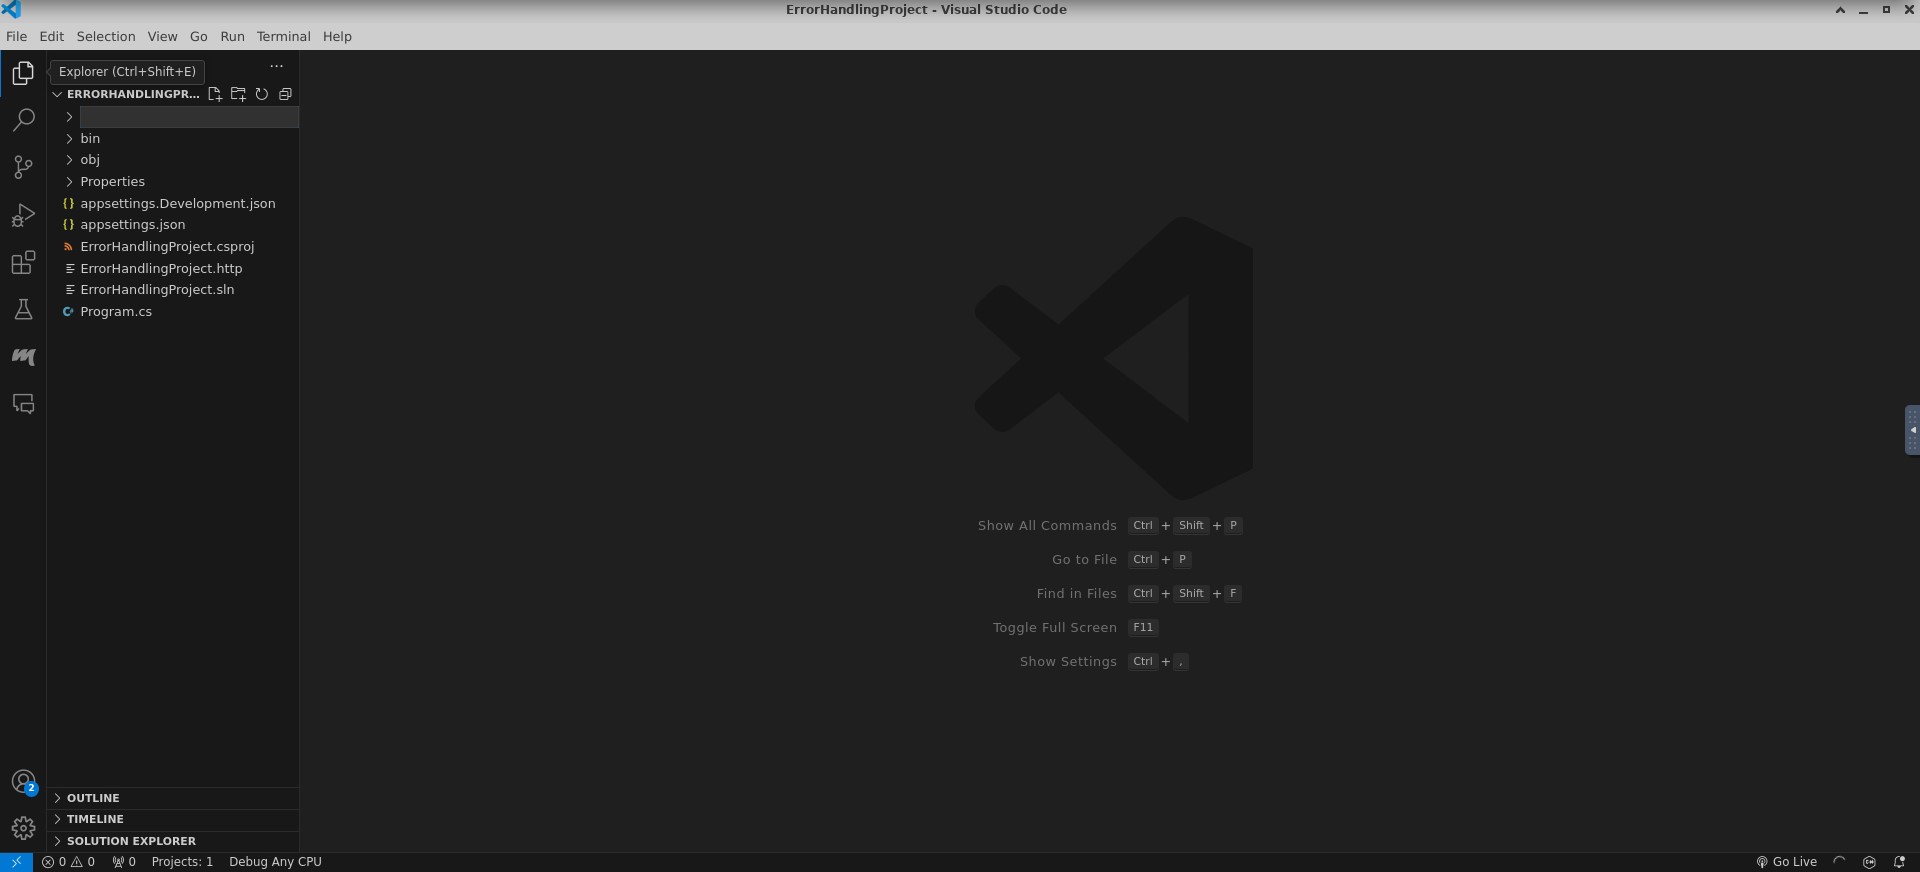 ErrorHandlingProject - Visual Studio Code
File Edit Selection View Go Run Terminal Help
Explorer (Ctrl+Shift+E)
ERRORHANDLINGPR...
bin
obj
Properties
appsettings.Development.json
appsettings.json
ErrorHandlingProject.csproj
ErrorHandlingProject.http
ErrorHandlingProject.sln
Program.cs
Show All Commands Ctrl + Shift + P
Go to File Ctrl + P
Find in Files Ctrl + Shift + F
Toggle Full Screen F11
Show Settings Ctrl + ,
2
OUTLINE
TIMELINE
SOLUTION EXPLORER
0 0 0 Projects: 1 Debug Any CPU Go Live